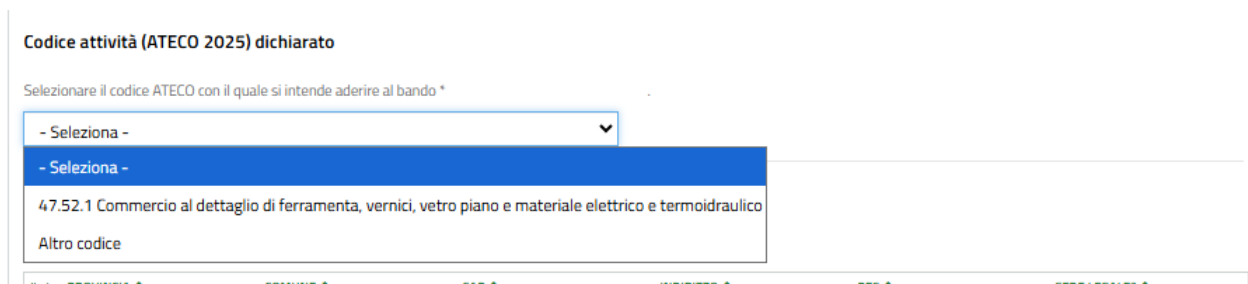 Codice attività (ATECO 2025) dichiarato
Selezionare il codice ATECO con il quale si intende aderire al bando *
- Seleziona -
- Seleziona -
47.52.1 Commercio al dettaglio di ferramenta, vernici, vetro piano e materiale elettrico e termoidraulico
Altro codice